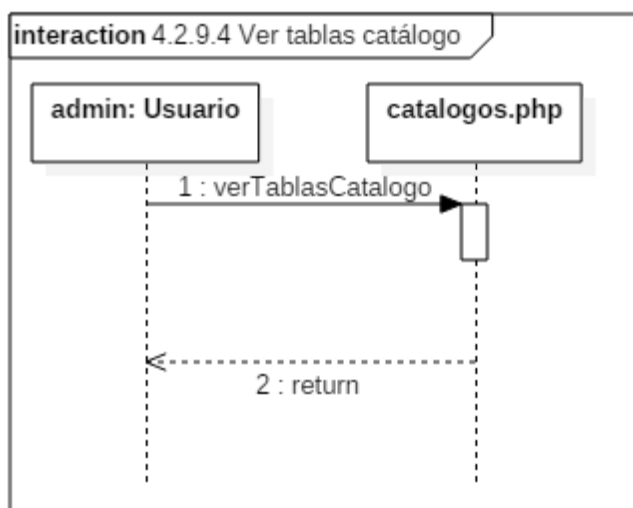 interaction 4.2.9.4 Ver tablas catálogo
admin: Usuario
catalogos.php
1 : verTablasCatalogo
2 : return